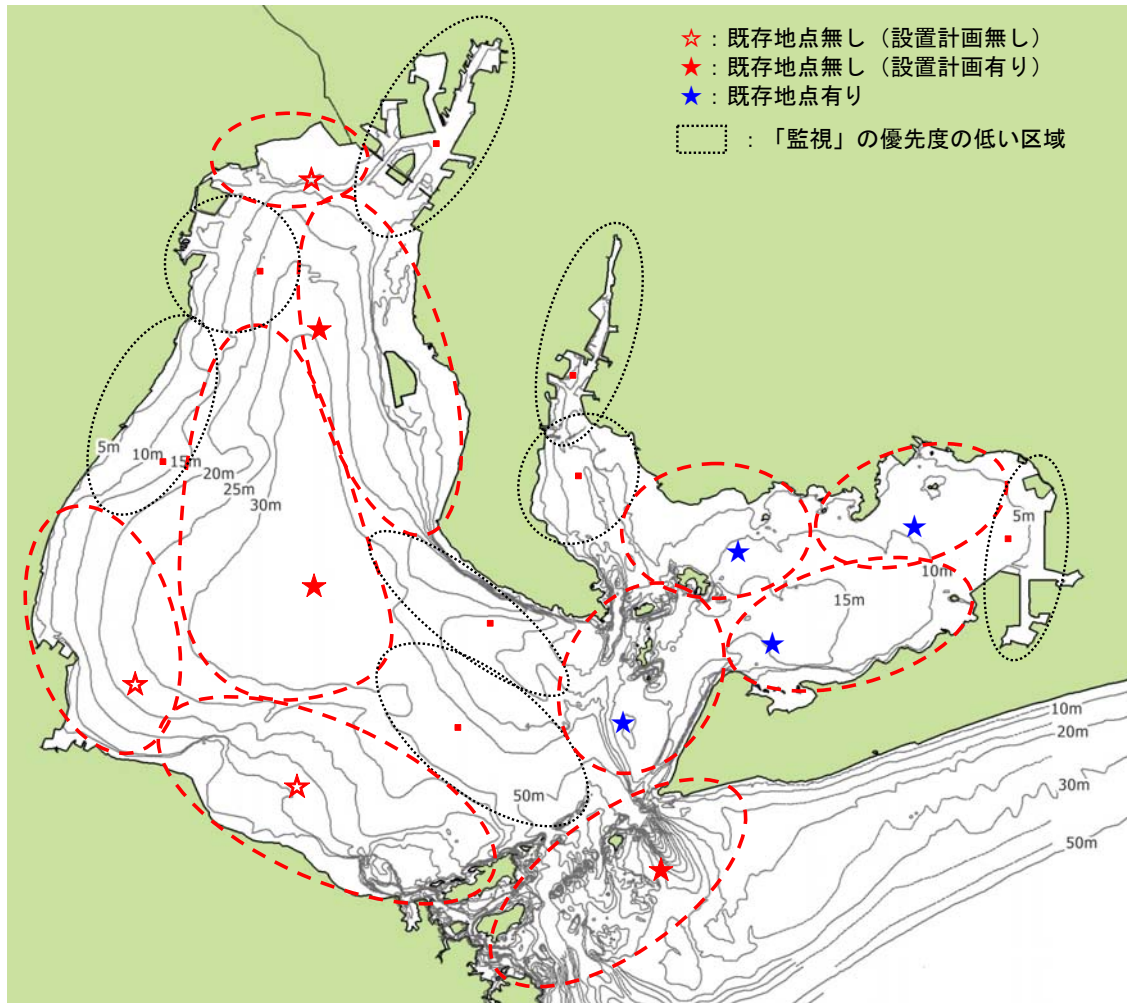 ☆：既存地点無し（設置計画無し）
★：既存地点無し（設置計画有り）
★：既存地点有り
：「監視」の優先度の低い区域
5m
10m
15m
20m
25m
30m
5m
10m
15m
50m
10m
20m
30m
50m